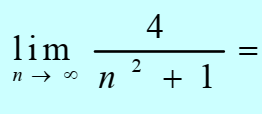 lim n → ∞ 4 / (n² + 1) =